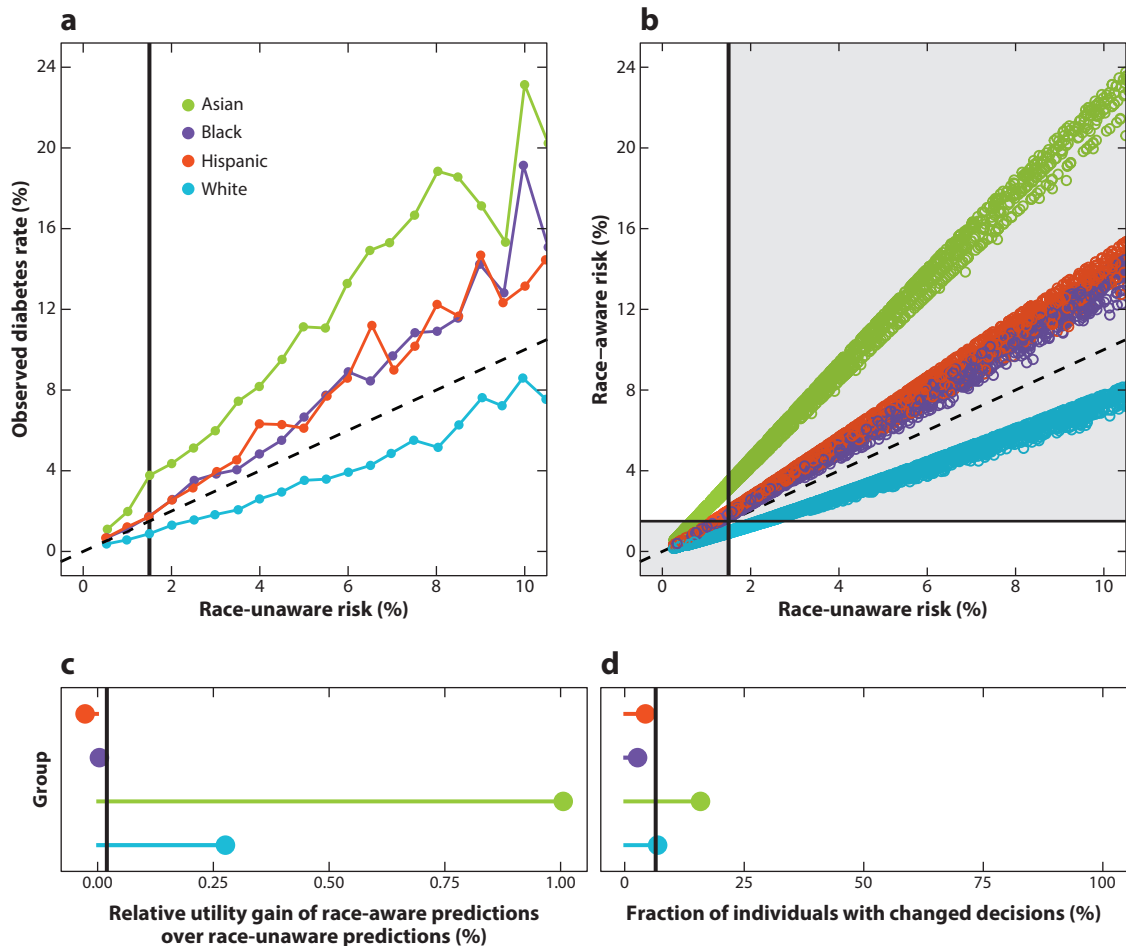 a
Observed diabetes rate (%)
24
20
16
12
8
4
0
Asian
Black
Hispanic
White
0 2 4 6 8 10
Race-unaware risk (%)
b
Race–aware risk (%)
24
20
16
12
8
4
0
0 2 4 6 8 10
Race-unaware risk (%)
c
Group
0.00 0.25 0.50 0.75 1.00
Relative utility gain of race-aware predictions
over race-unaware predictions (%)
d
0 25 50 75 100
Fraction of individuals with changed decisions (%)